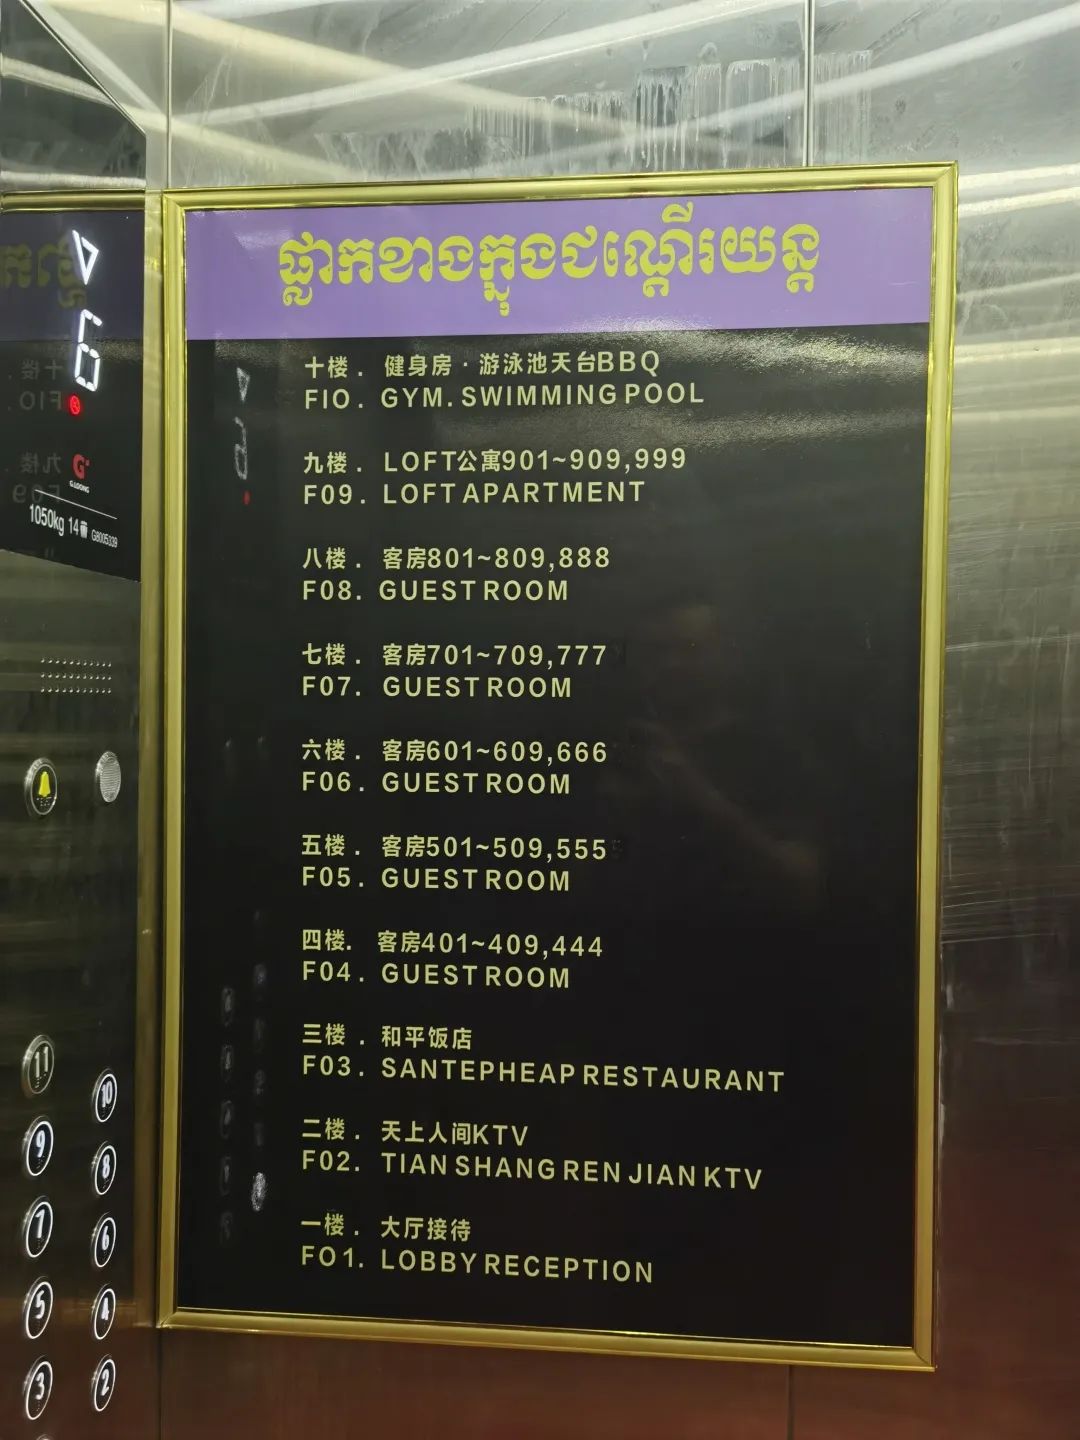 ផ្លាកខាងក្នុងជណ្តើរយន្ត
十楼. 健身房·游泳池天台BBQ
F10. GYM. SWIMMING POOL
九楼. LOFT公寓901~909,999
F09. LOFT APARTMENT
八楼. 客房801~809,888
F08. GUEST ROOM
七楼. 客房701~709,777
F07. GUEST ROOM
六楼. 客房601~609,666
F06. GUEST ROOM
五楼. 客房501~509,555
F05. GUEST ROOM
四楼. 客房401~409,444
F04. GUEST ROOM
三楼. 和平饭店
F03. SANTEPHEAP RESTAURANT
二楼. 天上人间KTV
F02. TIAN SHANG REN JIAN KTV
一楼. 大厅接待
FO1. LOBBY RECEPTION
6
G
G.LOONG
1050kg 14 G8005339
11
10
9
8
7
6
5
4
3
2